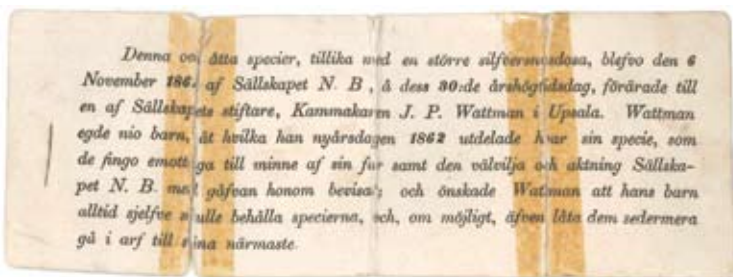 Denna och åtta specier, tillika med en större silfversnusdosa, blefvo den 6
November 186 af Sällskapet N. B, å dess 30:de årshögtidsdag, förärade till
en af Sällskapets stiftare, Kammakaren J. P. Wattman i Upsala. Wattman
egde nio barn, åt hvilka han nyårsdagen 1862 utdelade hvar sin specie, som
de fingo emottaga till minne af sin far samt den välvilja och aktning Sällska-
pet N. B. med gåfvan honom bevisat; och önskade Wattman att hans barn
alltid sjelfve skulle behålla specierna, och, om möjligt, äfven låta dem sedermera
gå i arf till sina närmaste.